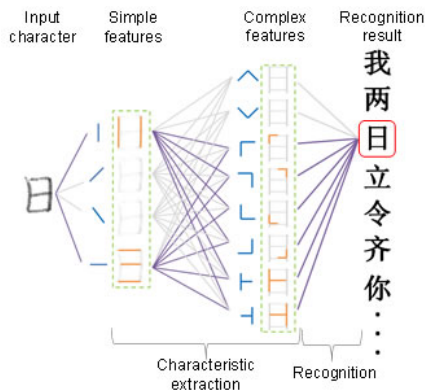 Input character
Simple features
Complex features
Recognition result
日
我
两
日
立
令
齐
你
⋮
Characteristic extraction
Recognition